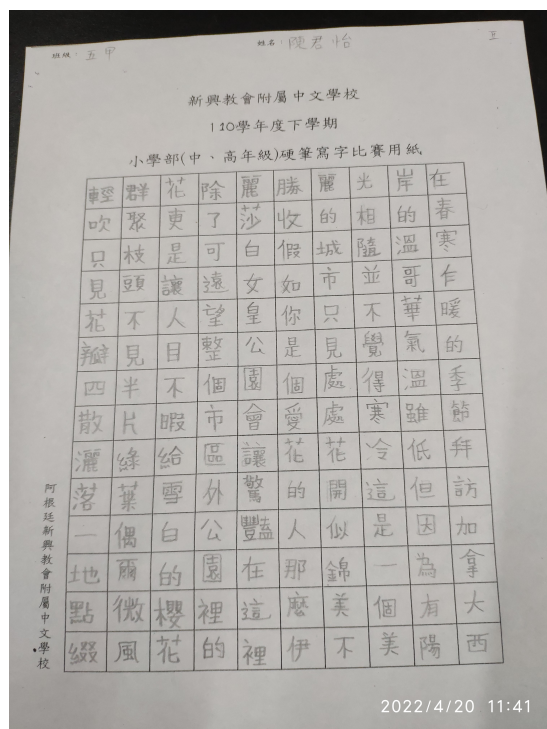 班級：五甲
姓名：陳君怡
新興教會附屬中文學校
110學年度下學期
小學部(中、高年級)硬筆寫字比賽用紙
在春寒乍暖的季節拜訪加拿大西
岸的溫哥華氣溫雖低但因為有陽
光相隨並不覺得寒冷這是一個美
麗的城市只見處處花開似錦美不
勝收假如你是個愛花的人那麼伊
麗莎白女皇公園會讓驚豔在這裡
除了可遠望整個市區外公園裡的
花更是讓人目不暇給雪白的櫻花
群聚枝頭不見半片綠葉偶爾微風
輕吹只見花瓣四散灑落一地點綴
阿根廷新興教會附屬中文學校
2022/4/20 11:41